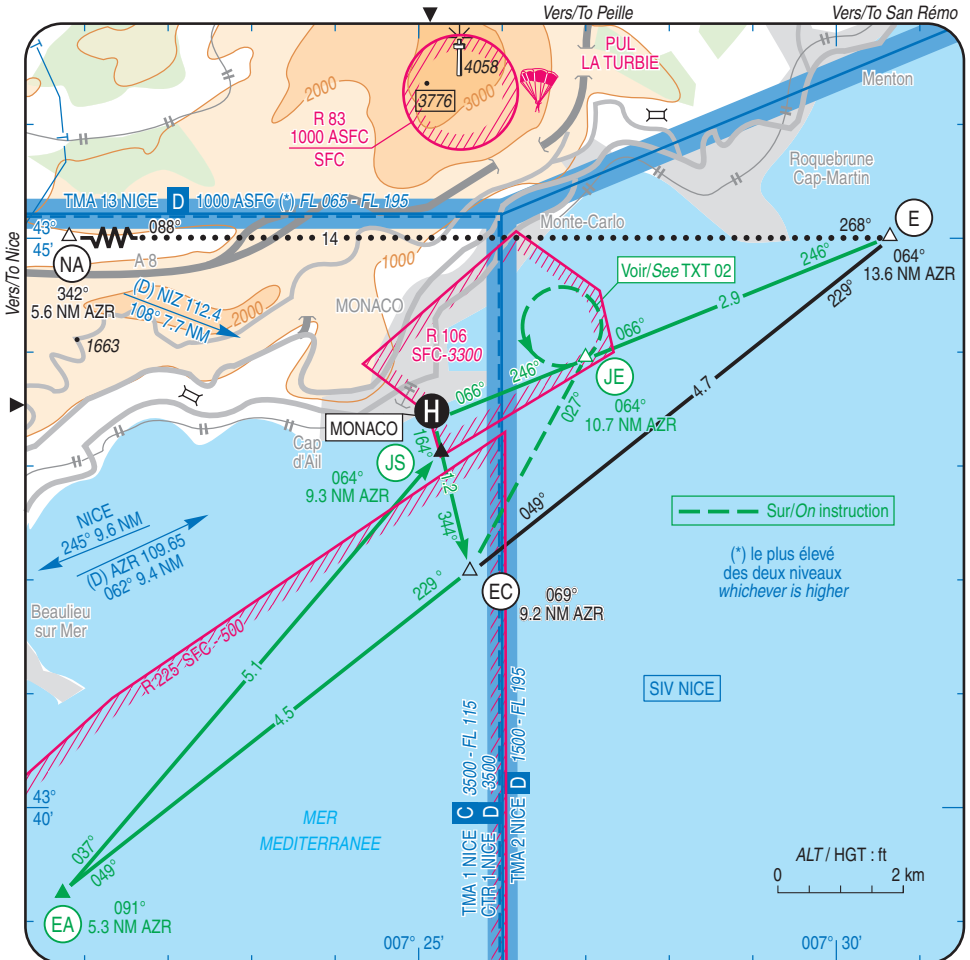 Vers/To Peille
Vers/To San Rémo
PUL
LA TURBIE
4058
3776
2000
3000
R 83
1000 ASFC
SFC
Menton
Roquebrune
Cap-Martin
TMA 13 NICE D 1000 ASFC (*) FL 065 - FL 195
Monte-Carlo
43°
45'
088°
14
268°
E
064°
13.6 NM AZR
Vers/To Nice
NA
342°
5.6 NM AZR
A-8
1000
Voir/See TXT 02
246°
2.9
229°
(D) NIZ 112.4
108° 7.7 NM
2000
MONACO
R 106
SFC-3300
1663
066°
246°
066°
JE
064°
10.7 NM AZR
4.7
H
MONACO
164°
027°
Cap
d'Ail
JS
064°
9.3 NM AZR
1.2
344°
049°
Sur/On instruction
NICE
245° 9.6 NM
(D) AZR 109.65
062° 9.4 NM
(*) le plus élevé
des deux niveaux
whichever is higher
229°
EC
069°
9.2 NM AZR
Beaulieu
sur Mer
R 225 SFC - 500
5.1
4.5
SIV NICE
TMA 1 NICE C 3500 - FL 115
CTR 1 NICE D 3500
TMA 2 NICE D 1500 - FL 195
43°
40'
MER
MEDITERRANEE
037°
049°
ALT / HGT : ft
0 2 km
EA
091°
5.3 NM AZR
007° 25'
007° 30'